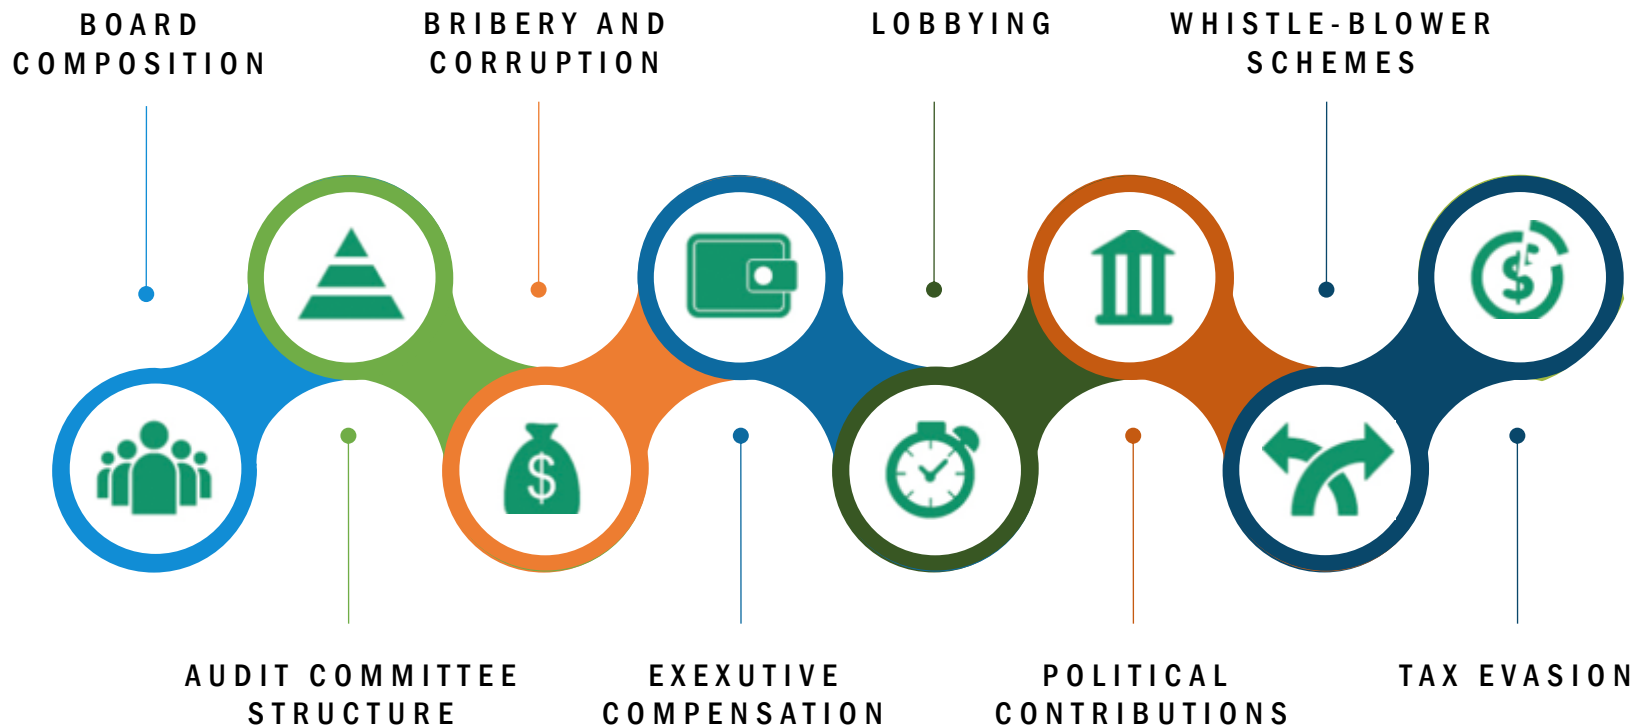 BOARD
COMPOSITION
BRIBERY AND
CORRUPTION
LOBBYING
WHISTLE-BLOWER
SCHEMES
$
$
AUDIT COMMITTEE
STRUCTURE
EXEXUTIVE
COMPENSATION
POLITICAL
CONTRIBUTIONS
TAX EVASION